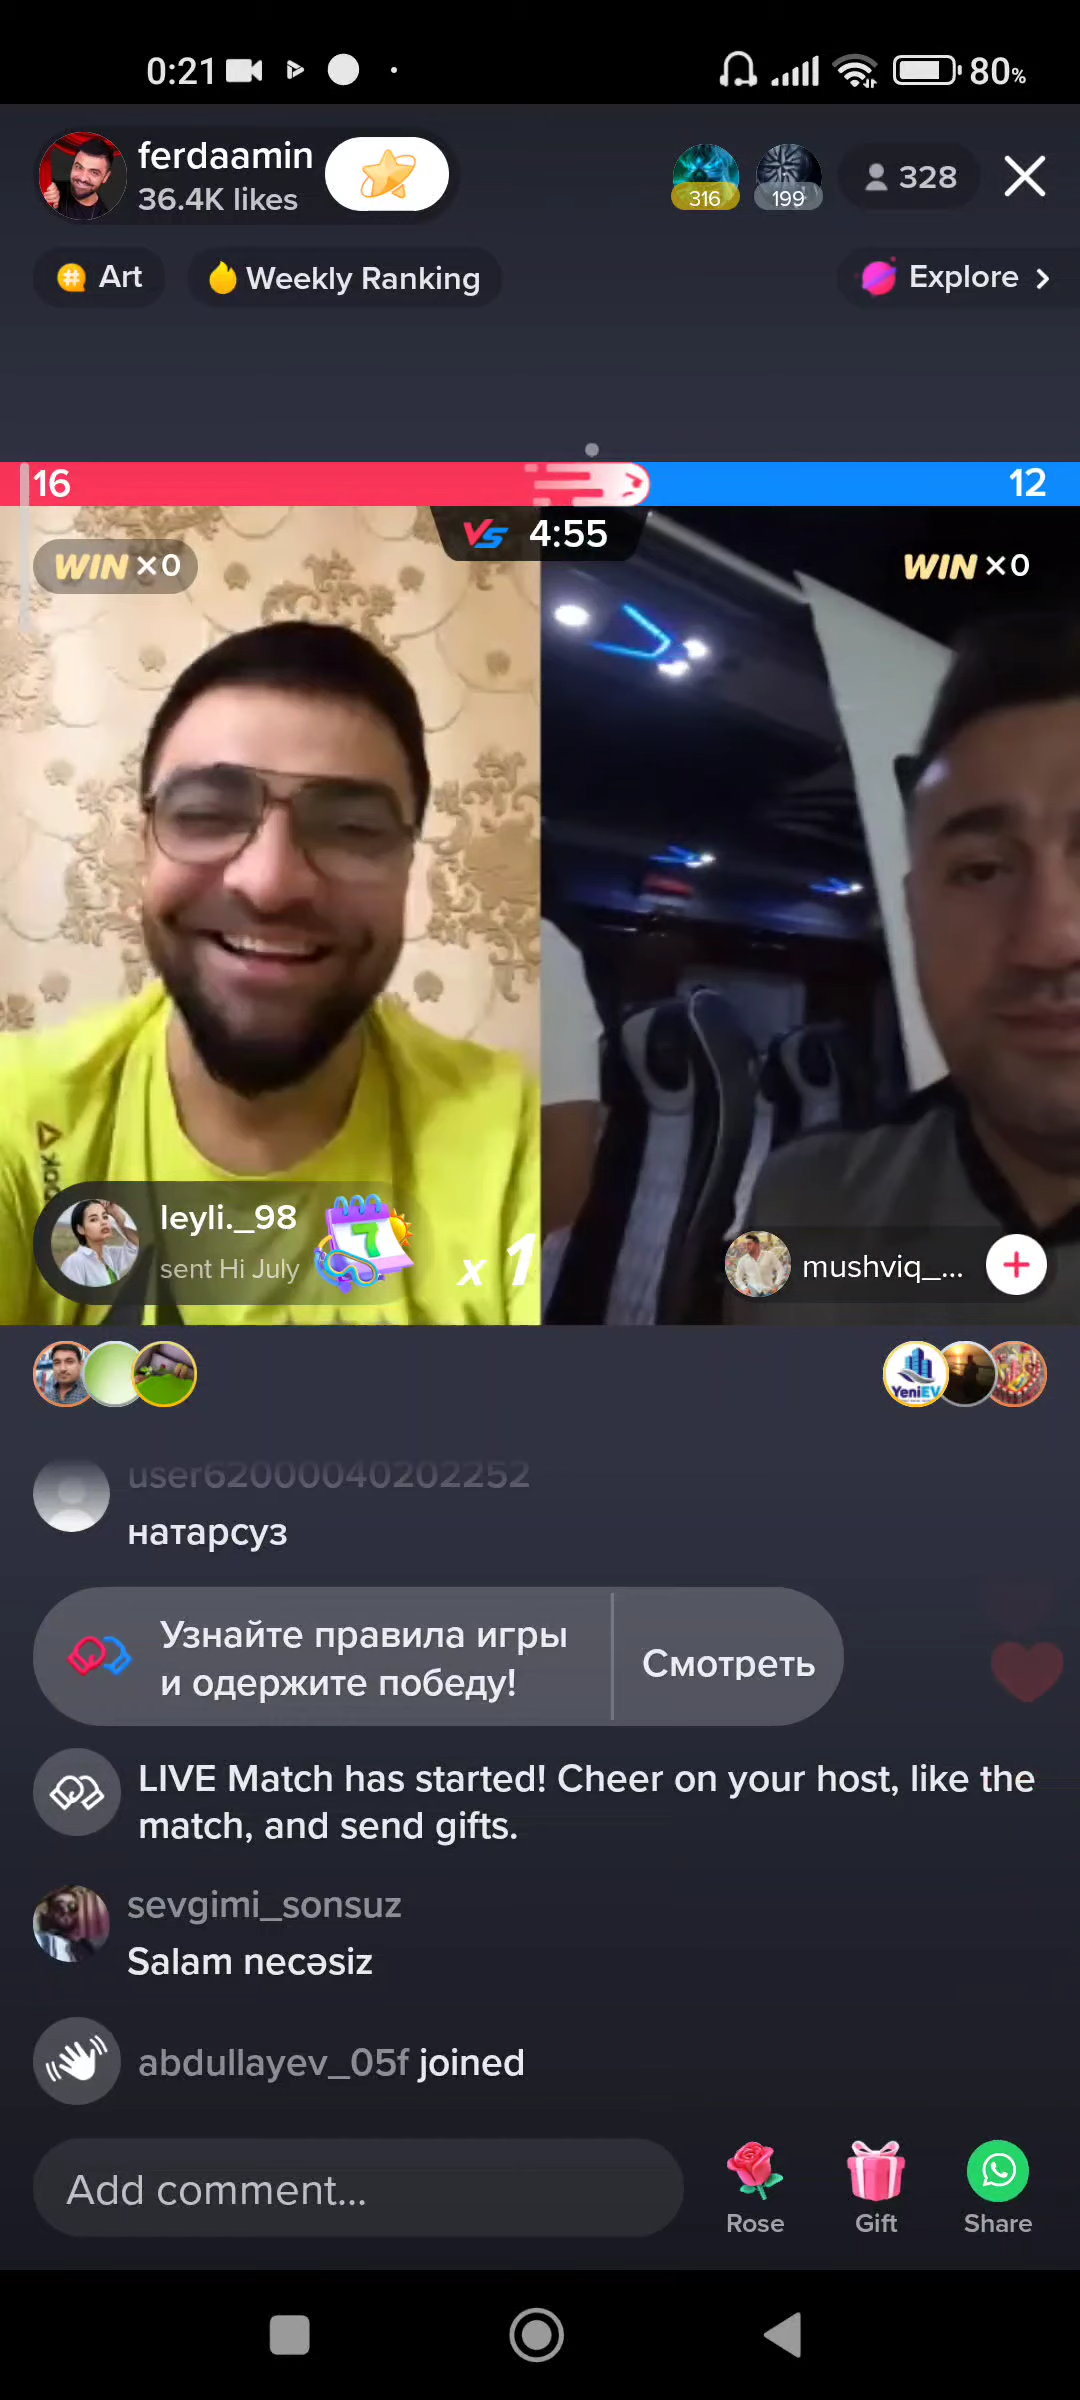 0:21
80%
ferdaamin
36.4K likes
316
199
328
Art
Weekly Ranking
Explore
16
12
VS 4:55
WIN ×0
WIN ×0
leyli._98
sent Hi July
7
x 1
mushviq_...
YeniEV
user62000040202252
натарсуз
Узнайте правила игры
и одержите победу!
Смотреть
LIVE Match has started! Cheer on your host, like the
match, and send gifts.
sevgimi_sonsuz
Salam necəsiz
abdullayev_05f joined
Add comment...
Rose
Gift
Share